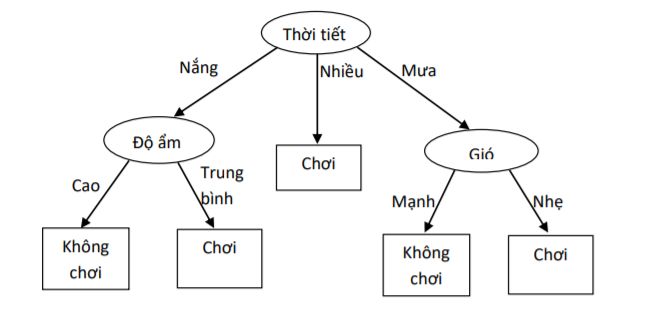 Thời tiết
Nắng
Nhiều
Mưa
Độ ẩm
Chơi
Gió
Cao
Trung
bình
Mạnh
Nhẹ
Không
chơi
Chơi
Không
chơi
Chơi